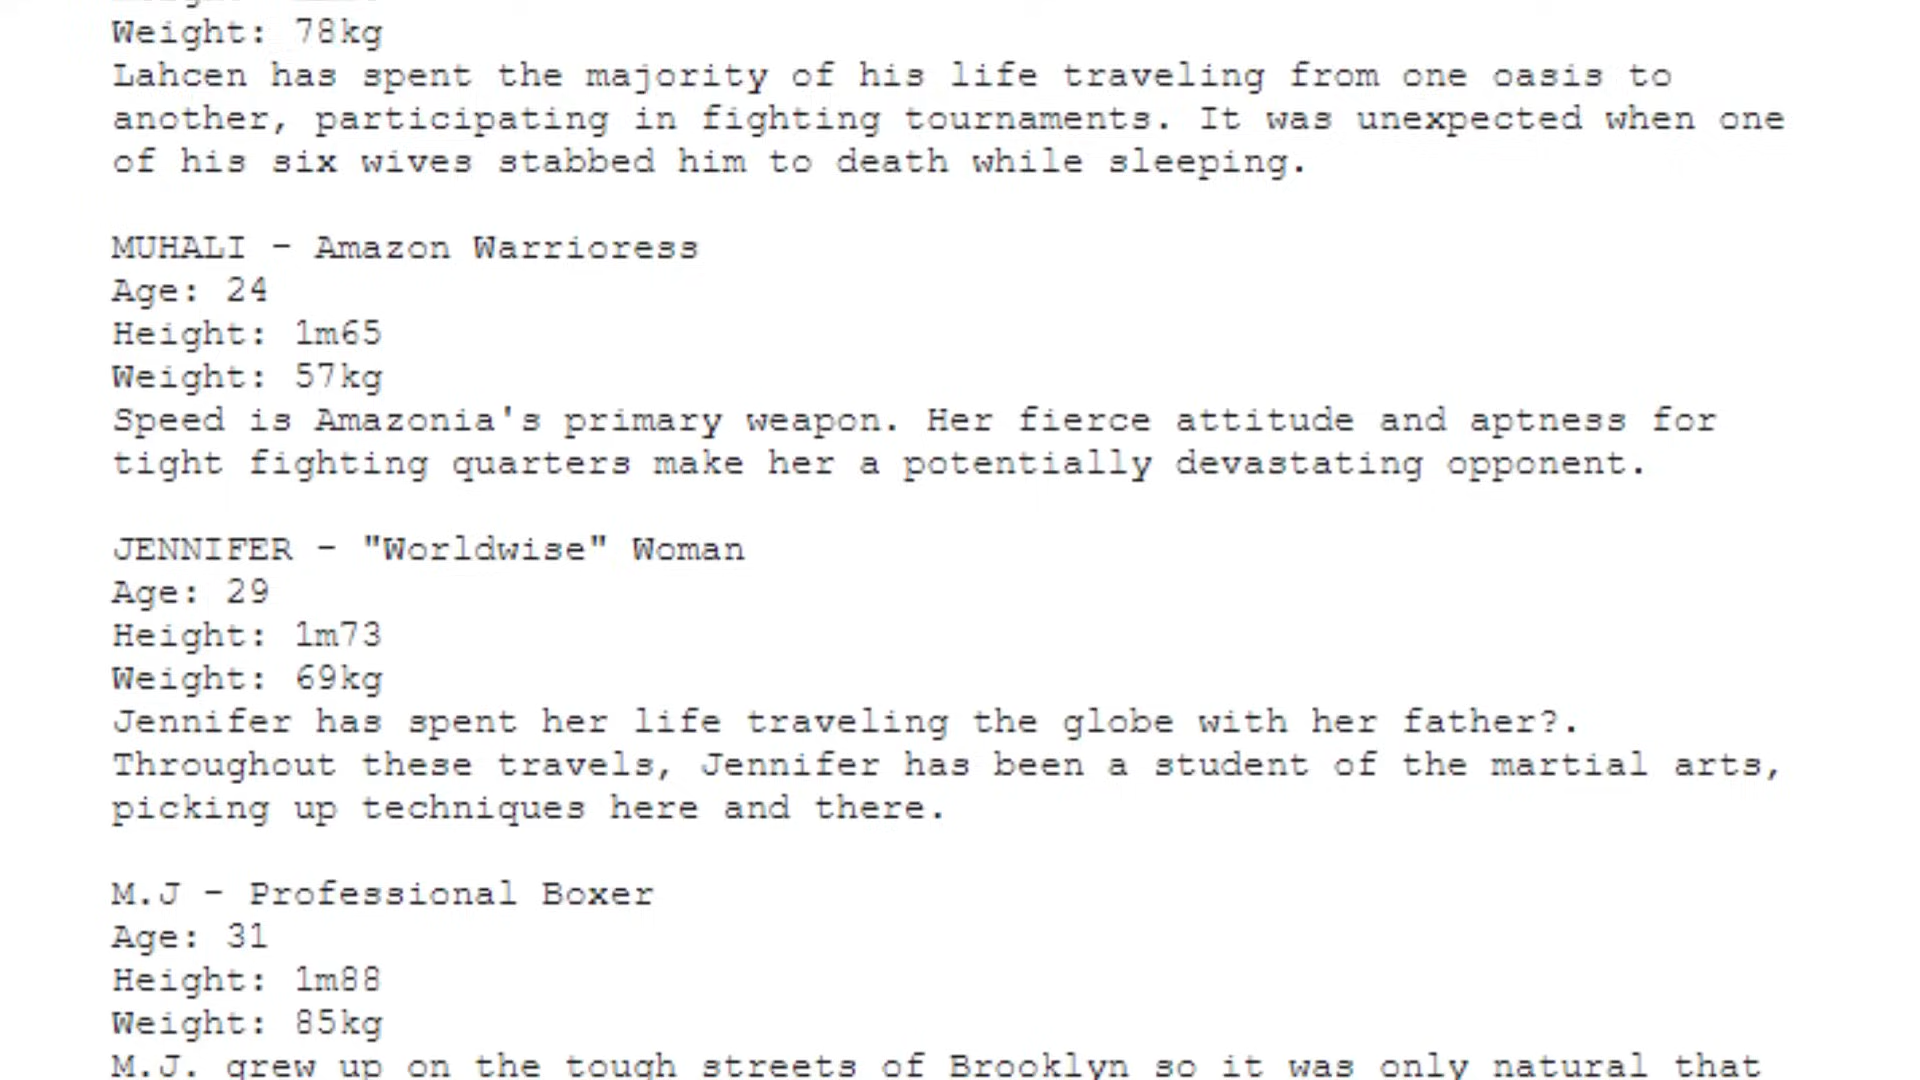 Weight: 78kg
Lahcen has spent the majority of his life traveling from one oasis to
another, participating in fighting tournaments. It was unexpected when one
of his six wives stabbed him to death while sleeping.
MUHALI - Amazon Warrioress
Age: 24
Height: 1m65
Weight: 57kg
Speed is Amazonia's primary weapon. Her fierce attitude and aptness for
tight fighting quarters make her a potentially devastating opponent.
JENNIFER - "Worldwise" Woman
Age: 29
Height: 1m73
Weight: 69kg
Jennifer has spent her life traveling the globe with her father?.
Throughout these travels, Jennifer has been a student of the martial arts,
picking up techniques here and there.
M.J - Professional Boxer
Age: 31
Height: 1m88
Weight: 85kg
M.J. grew up on the tough streets of Brooklyn so it was only natural that